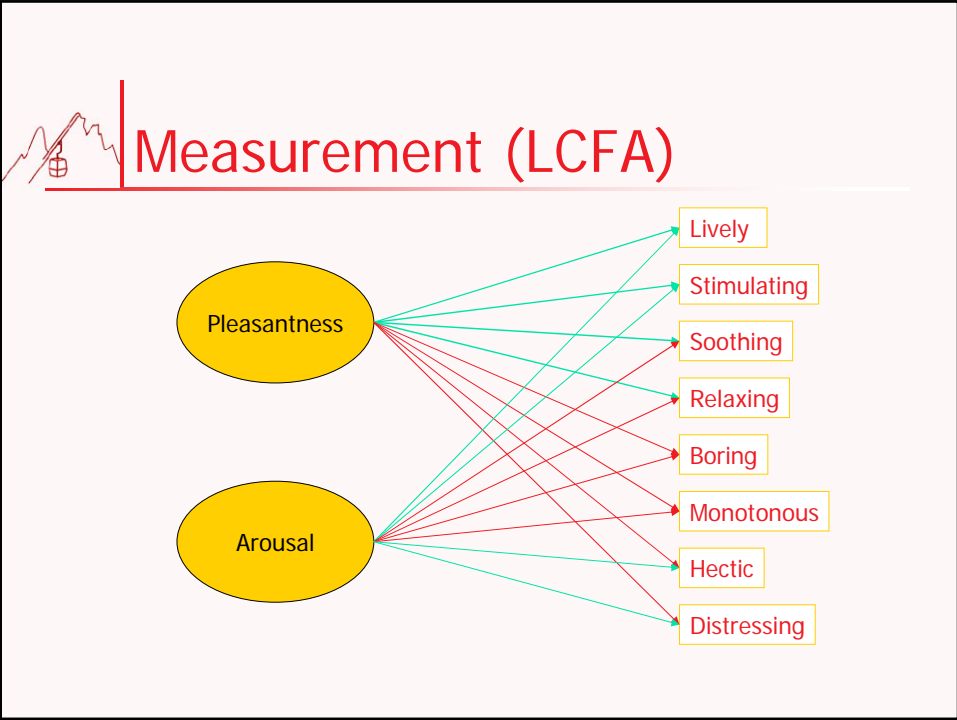 Measurement (LCFA)
Lively
Stimulating
Pleasantness
Soothing
Relaxing
Boring
Monotonous
Arousal
Hectic
Distressing